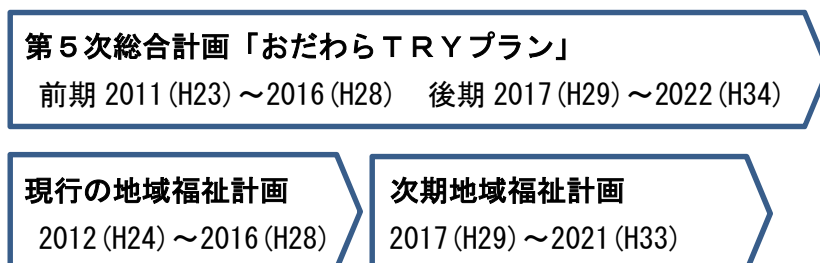 第５次総合計画「おだわらＴＲＹプラン」
前期 2011(H23)～2016(H28)　後期 2017(H29)～2022(H34)
現行の地域福祉計画
2012(H24)～2016(H28)
次期地域福祉計画
2017(H29)～2021(H33)